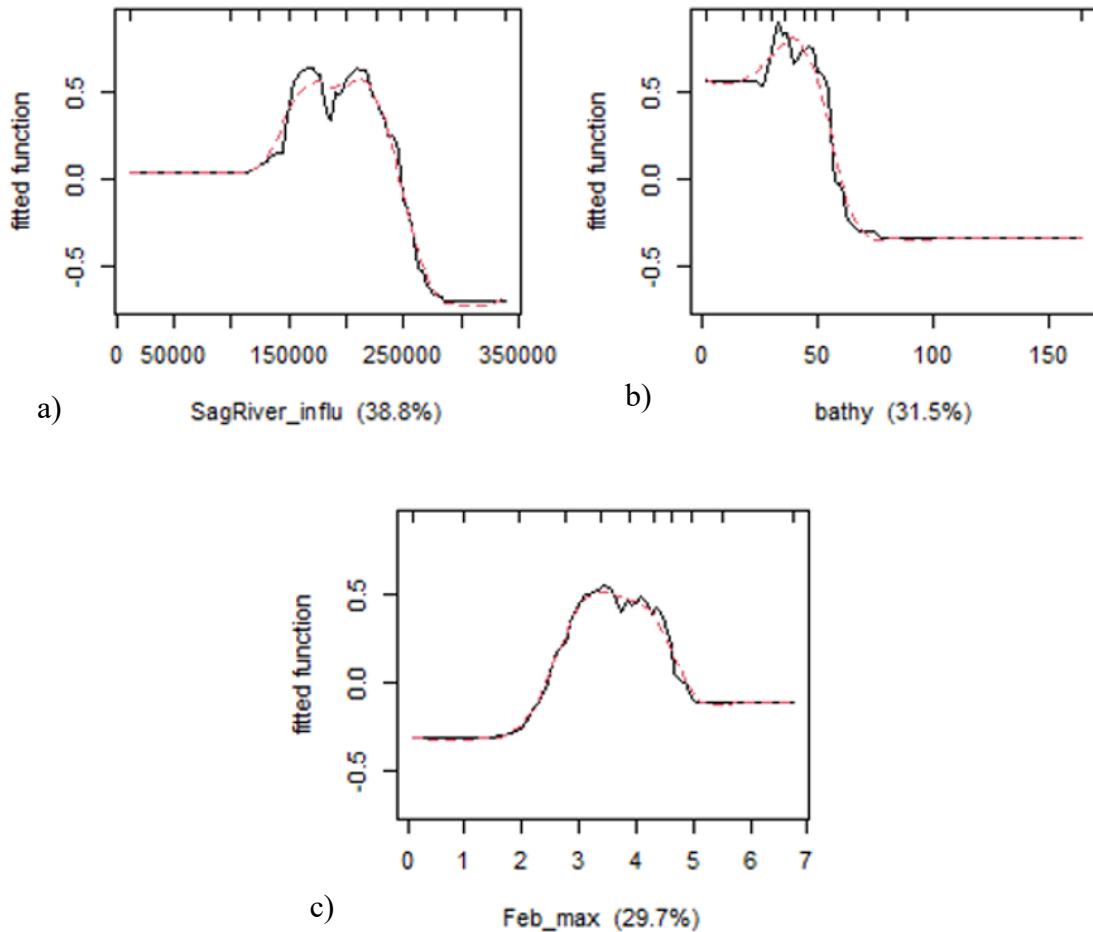 fitted function
0.5
0.0
-0.5
0 50000 150000 250000 350000
a)
SagRiver_influ (38.8%)
fitted function
0.5
0.0
-0.5
0 50 100 150
b)
bathy (31.5%)
fitted function
0.5
0.0
-0.5
0 1 2 3 4 5 6 7
c)
Feb_max (29.7%)